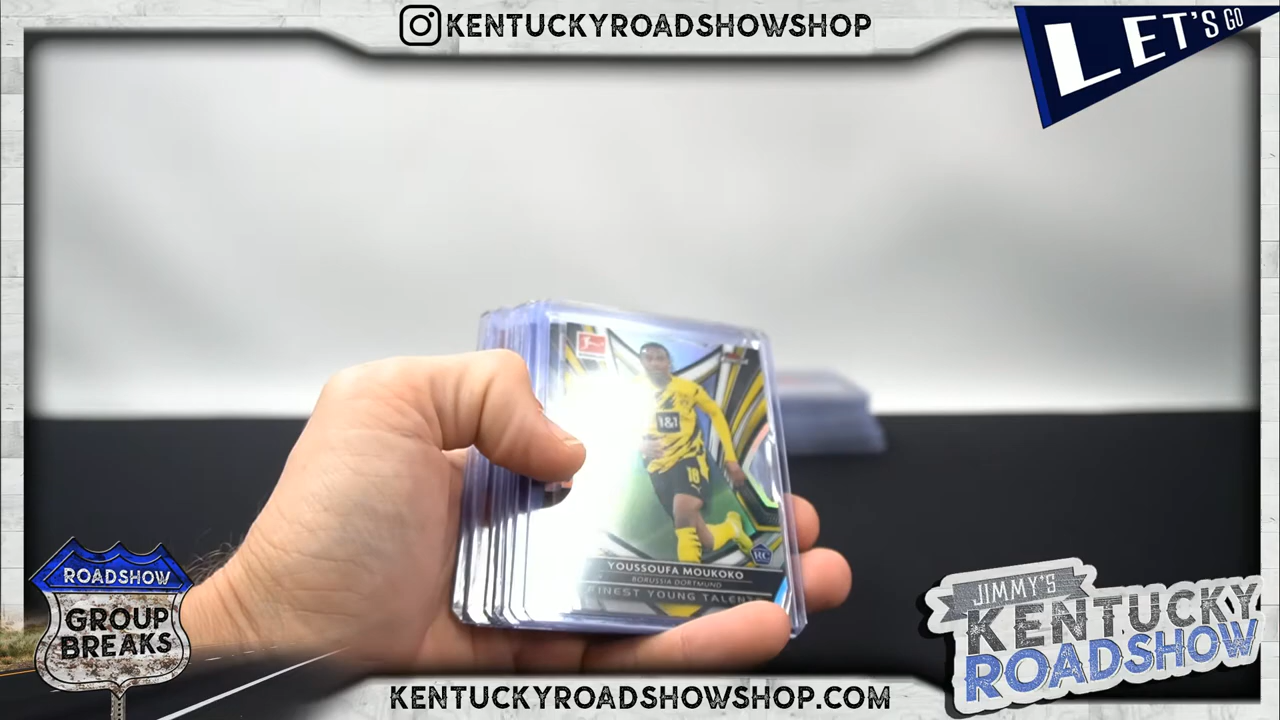 KENTUCKYROADSHOWSHOP
LET'S GO
1&1
18
RC
YOUSSOUFA MOUKOKO
BORUSSIA DORTMUND
FINEST YOUNG TALENT
ROADSHOW
GROUP
BREAKS
JIMMY'S
KENTUCKY
ROADSHOW
KENTUCKYROADSHOWSHOP.COM